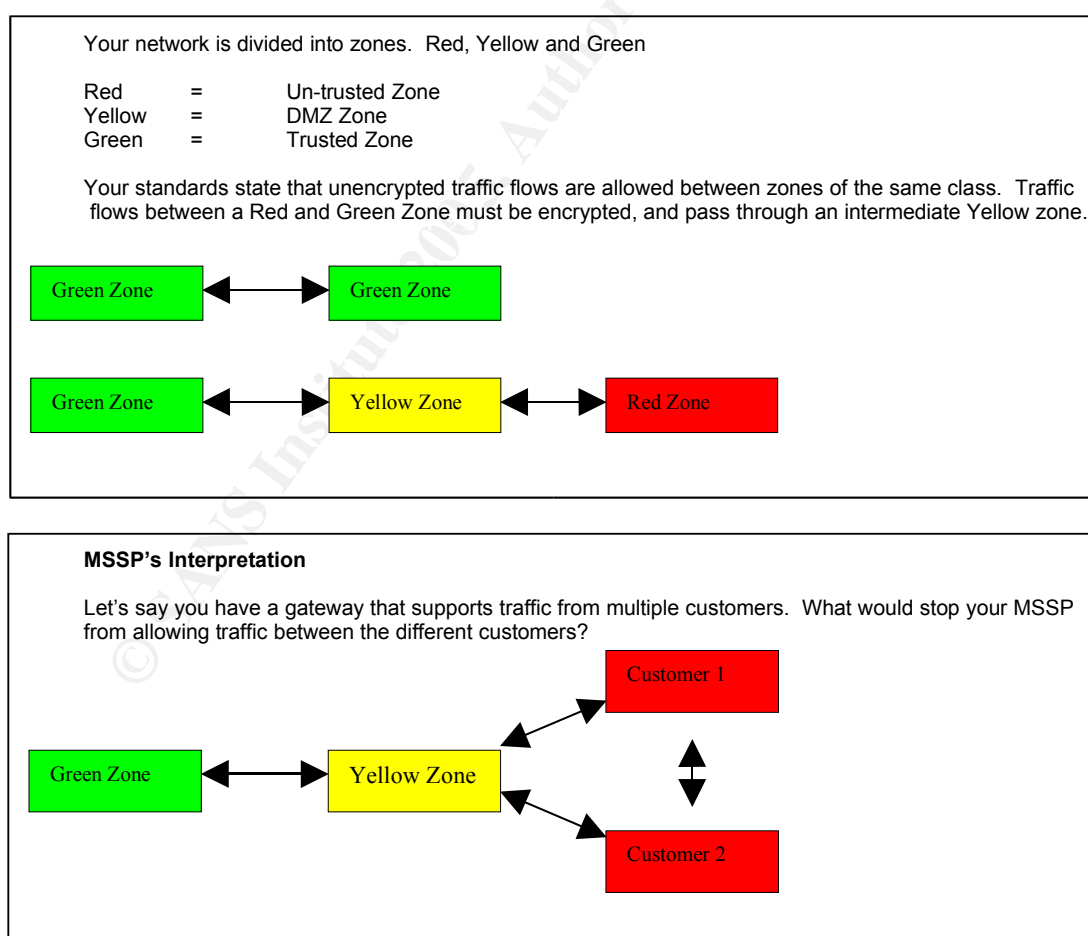 Your network is divided into zones.  Red, Yellow and Green
Red = Un-trusted Zone
Yellow = DMZ Zone
Green = Trusted Zone
Your standards state that unencrypted traffic flows are allowed between zones of the same class.  Traffic
flows between a Red and Green Zone must be encrypted, and pass through an intermediate Yellow zone.
Green Zone
Green Zone
Green Zone
Yellow Zone
Red Zone
MSSP's Interpretation
Let's say you have a gateway that supports traffic from multiple customers.  What would stop your MSSP
from allowing traffic between the different customers?
Customer 1
Green Zone
Yellow Zone
Customer 2
© SANS Institute 2005, Author